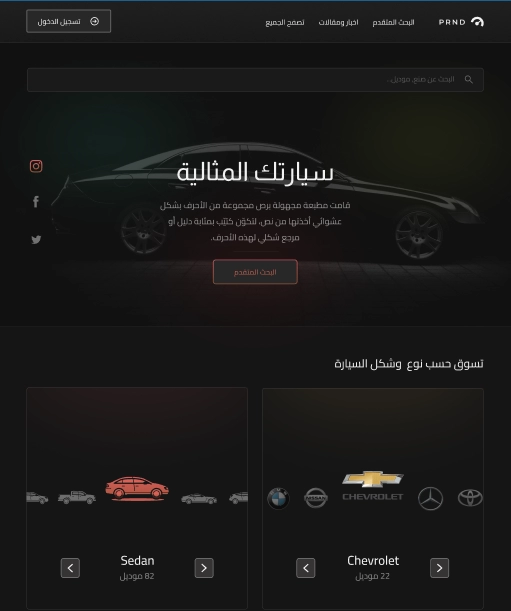 PRND
البحث المتقدم
اخبار ومقالات
تصفح الجميع
تسجيل الدخول
البحث عن صنع, موديل..
سيارتك المثالية
قامت مطبعة مجهولة برص مجموعة من الأحرف بشكل
عشوائي أخذتها من نص، لتكوّن كتيّب بمثابة دليل أو
مرجع شكلي لهذه الأحرف.
البحث المتقدم
تسوق حسب نوع وشكل السيارة
NISSAN
CHEVROLET
Chevrolet
22 موديل
Sedan
82 موديل